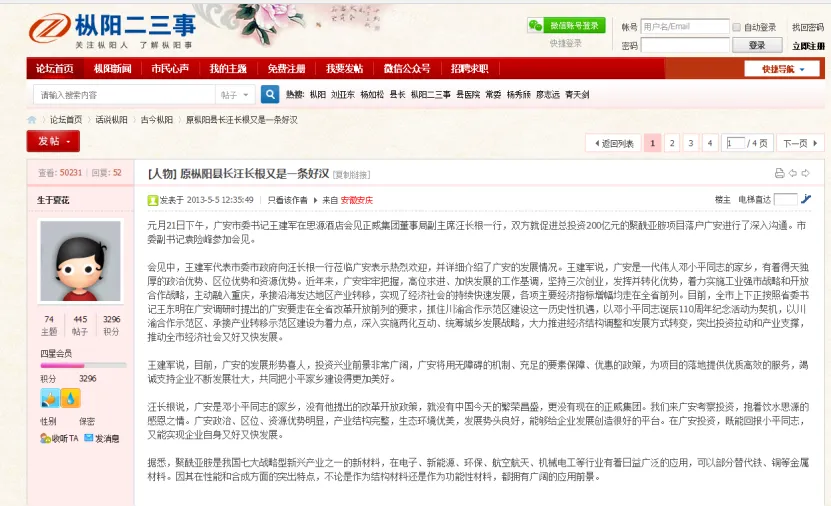 枞阳二三事
关注枞阳人 了解枞阳事
微信账号登录
快捷登录
帐号 用户名/Email 自动登录 找回密码
密码 登录 立即注册
论坛首页 枞阳新闻 市民心声 我的主题 免费注册 我要发帖 微信公众号 招聘求职 快捷导航
请输入搜索内容 帖子 热搜: 枞阳 刘亚东 杨如松 县长 枞阳二三事 县医院 常委 杨秀颀 廖志远 青天剑
论坛首页 › 话说枞阳 › 古今枞阳 › 原枞阳县长汪长根又是一条好汉
发帖 返回列表 1 2 3 4 1 / 4 页 下一页
查看: 50231 | 回复: 52 [人物] 原枞阳县长汪长根又是一条好汉 [复制链接]
生于夏花 发表于 2013-5-5 12:35:49 | 只看该作者 来自 安徽安庆 楼主 电梯直达
元月21日下午，广安市委书记王建军在思源酒店会见正威集团董事局副主席汪长根一行，双方就促进总投资200亿元的聚酰亚胺项目落户广安进行了深入沟通。市
委副书记袁险峰参加会见。
会见中，王建军代表市委市政府向汪长根一行莅临广安表示热烈欢迎，并详细介绍了广安的发展情况。王建军说，广安是一代伟人邓小平同志的家乡，有着得天独
厚的政治优势、区位优势和资源优势。近年来，广安牢牢把握，高位求进、加快发展的工作基调，坚持三次创业，发挥并转化优势，着力实施工业强市战略和开放
合作战略，主动融入重庆，承接沿海发达地区产业转移，实现了经济社会的持续快速发展，各项主要经济指标增幅均走在全省前列。目前，全市上下正按照省委书
记王东明在广安调研时提出的广安要走在全省改革开放前列的要求，抓住川渝合作示范区建设这一历史性机遇，以邓小平同志诞辰110周年纪念活动为契机，以川
渝合作示范区、承接产业转移示范区建设为着力点，深入实施两化互动、统筹城乡发展战略，大力推进经济结构调整和发展方式转变，突出投资拉动和产业支撑，
推动全市经济社会又好又快发展。
74 445 3296
主题 帖子 积分
四星会员
王建军说，目前，广安的发展形势喜人，投资兴业前景非常广阔，广安将用无障碍的机制、充足的要素保障、优惠的政策，为项目的落地提供优质高效的服务，竭
诚支持企业不断发展壮大，共同把小平家乡建设得更加美好。
积分 3296
汪长根说，广安是邓小平同志的家乡，没有他提出的改革开放政策，就没有中国今天的繁荣昌盛，更没有现在的正威集团。我们来广安考察投资，抱着饮水思源的
感恩之情。广安政治、区位、资源优势明显，产业结构完整，生态环境优美，发展势头良好，能够给企业发展创造很好的平台。在广安投资，既能回报小平同志，
又能实现企业自身又好又快发展。
性别 保密
收听TA 发消息
据悉，聚酰亚胺是我国七大战略型新兴产业之一的新材料，在电子、新能源、环保、航空航天、机械电工等行业有着日益广泛的应用，可以部分替代铁、铜等金属
材料。因其在性能和合成方面的突出特点，不论是作为结构材料还是作为功能性材料，都拥有广阔的应用前景。